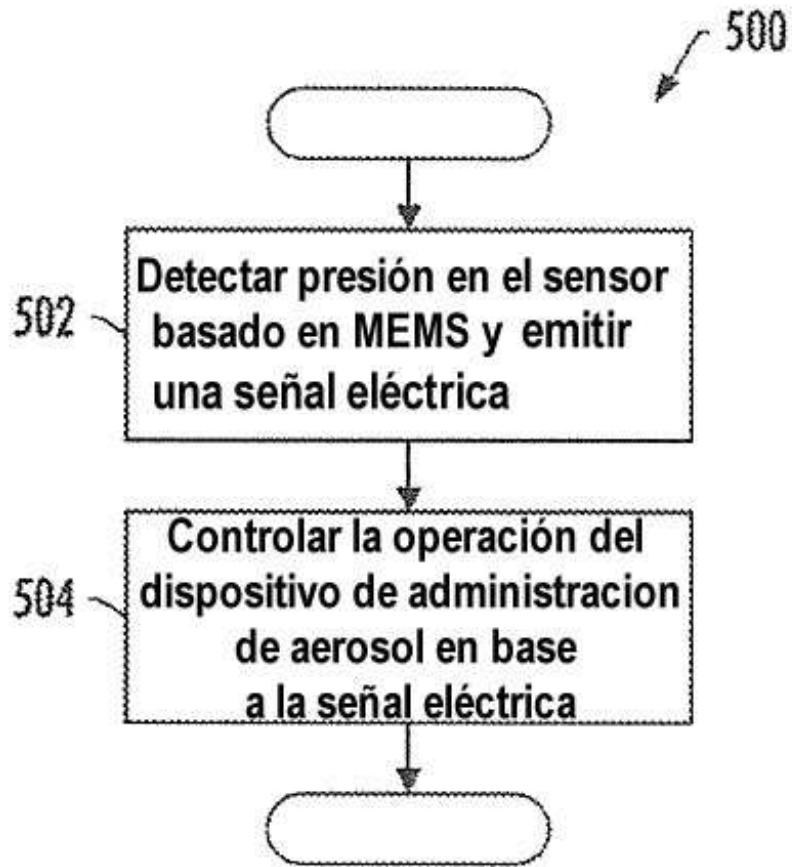 500
502
Detectar presión en el sensor
basado en MEMS y emitir
una señal eléctrica
504
Controlar la operación del
dispositivo de administracion
de aerosol en base
a la señal eléctrica